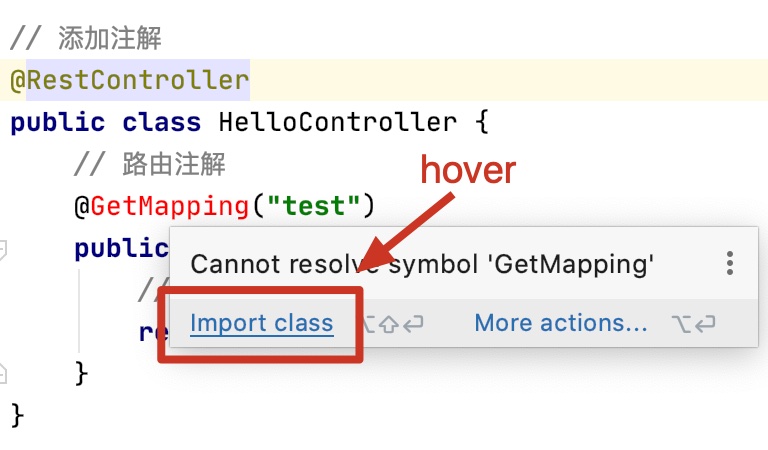 // 添加注解
@RestController
public class HelloController {
// 路由注解
hover
@GetMapping("test")
public
Cannot resolve symbol 'GetMapping'
//
Import class ⌥⇧⏎ More actions... ⌥⏎
re
}
}